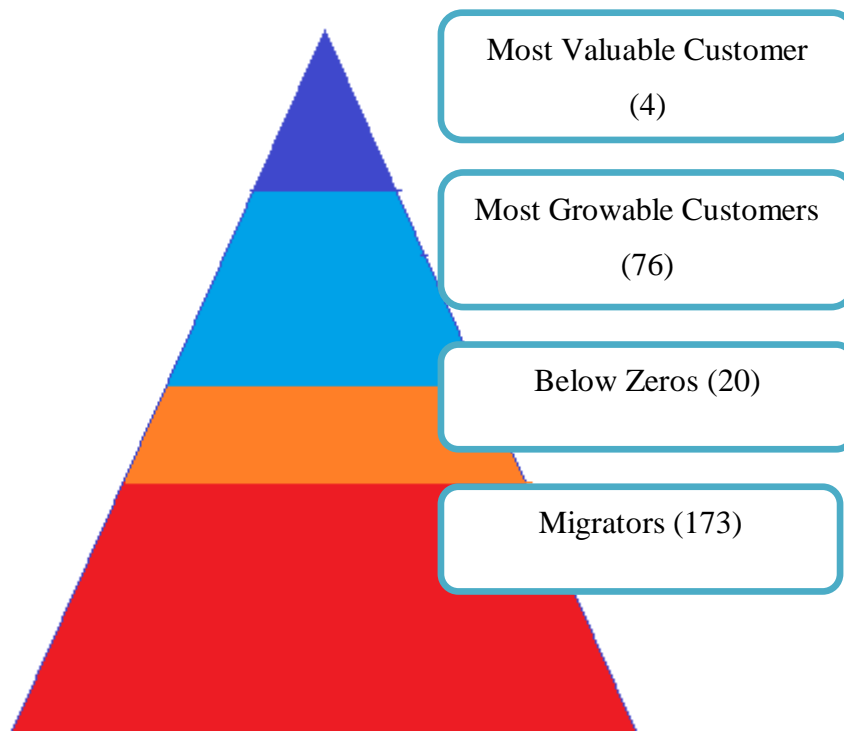 Most Valuable Customer
(4)
Most Growable Customers
(76)
Below Zeros (20)
Migrators (173)